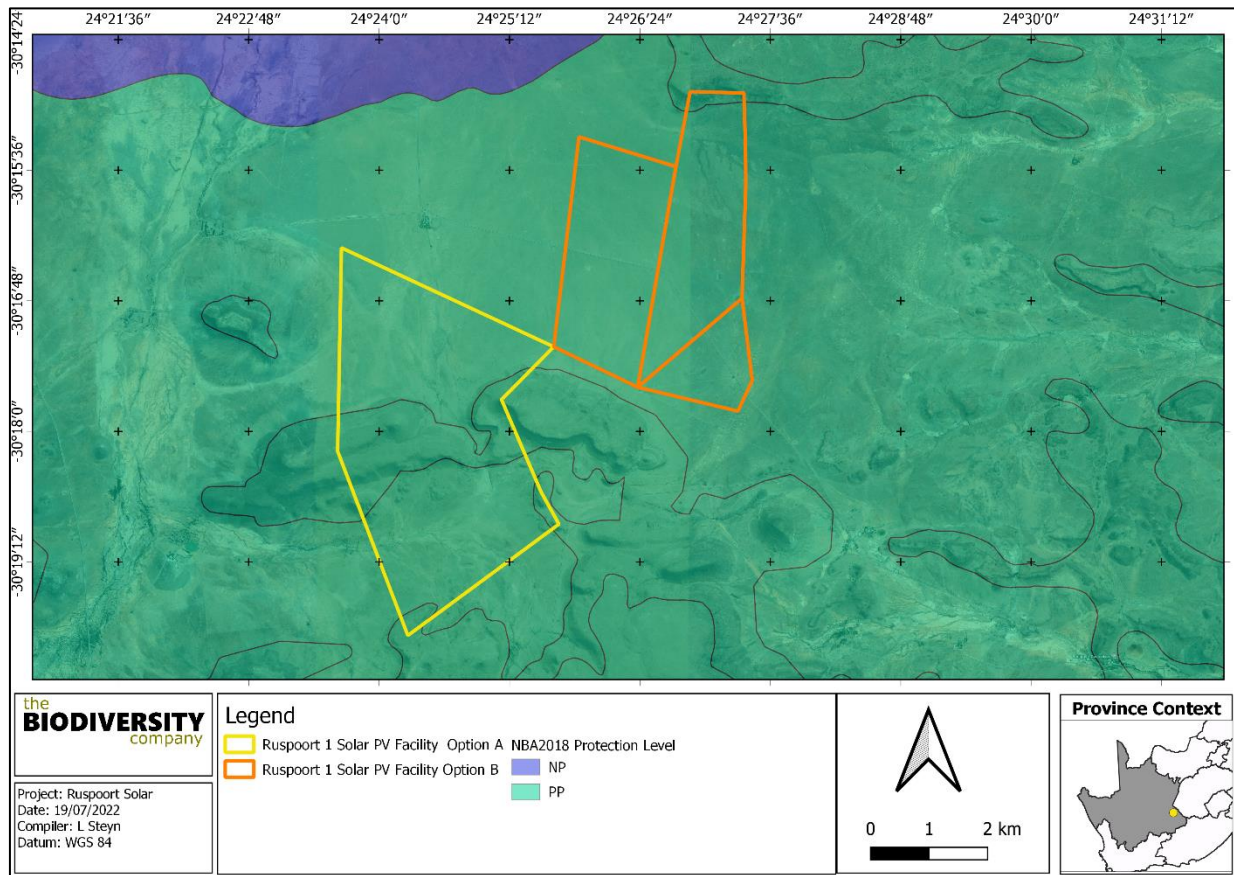 24°21′36″ 24°22′48″ 24°24′0″ 24°25′12″ 24°26′24″ 24°27′36″ 24°28′48″ 24°30′0″ 24°31′12″
-30°14′24″
-30°15′36″
-30°16′48″
-30°18′0″
-30°19′12″
the
BIODIVERSITY
company
Project: Ruspoort Solar
Date: 19/07/2022
Compiler: L Steyn
Datum: WGS 84
Legend
Ruspoort 1 Solar PV Facility Option A
Ruspoort 1 Solar PV Facility Option B
NBA2018 Protection Level
NP
PP
0 1 2 km
Province Context